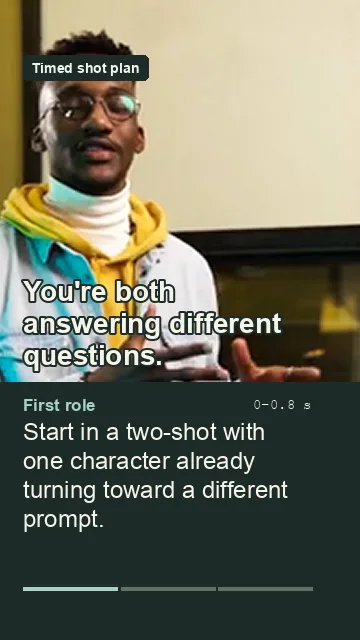 Timed shot plan
You're both
answering different
questions.
First role
0–0.8 s
Start in a two-shot with
one character already
turning toward a different
prompt.